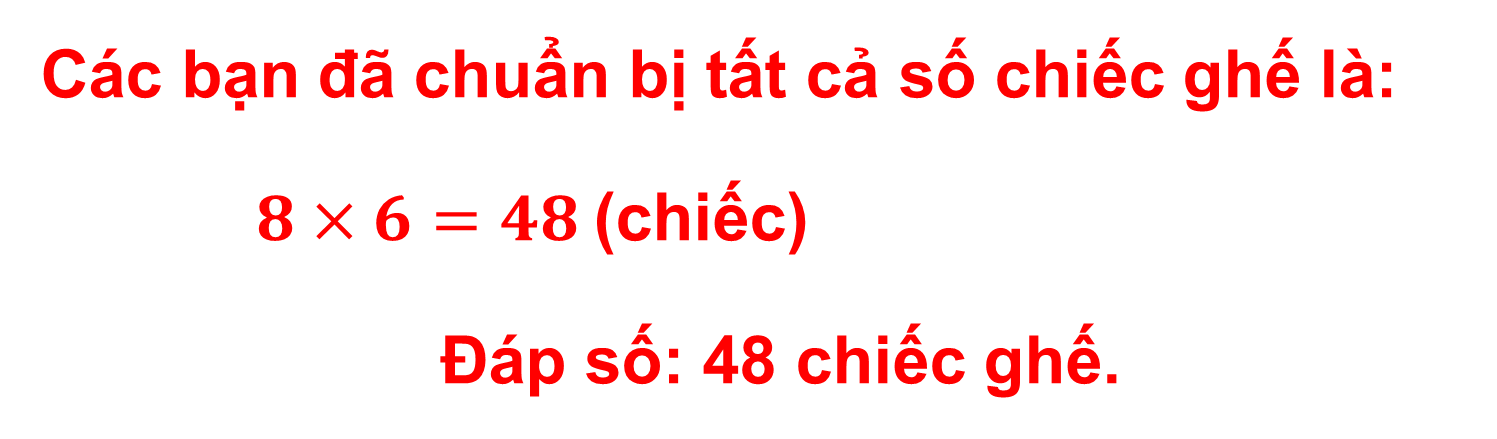 Các bạn đã chuẩn bị tất cả số chiếc ghế là:
8 × 6 = 48 (chiếc)
Đáp số: 48 chiếc ghế.